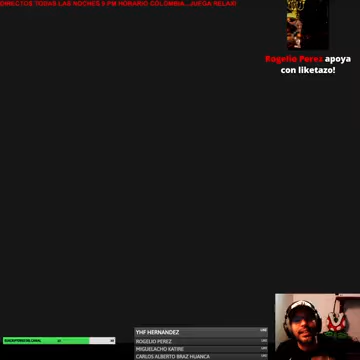 DIRECTOS TODAS LAS NOCHES 9 PM HORARIO COLOMBIA...JUEGA RELAX!
Rogelio Perez apoya
con liketazo!
YHF HERNANDEZ
ROGELIO PEREZ
MIGUELACHO KATIRE
CARLOS ALBERTO BRAZ HUANCA